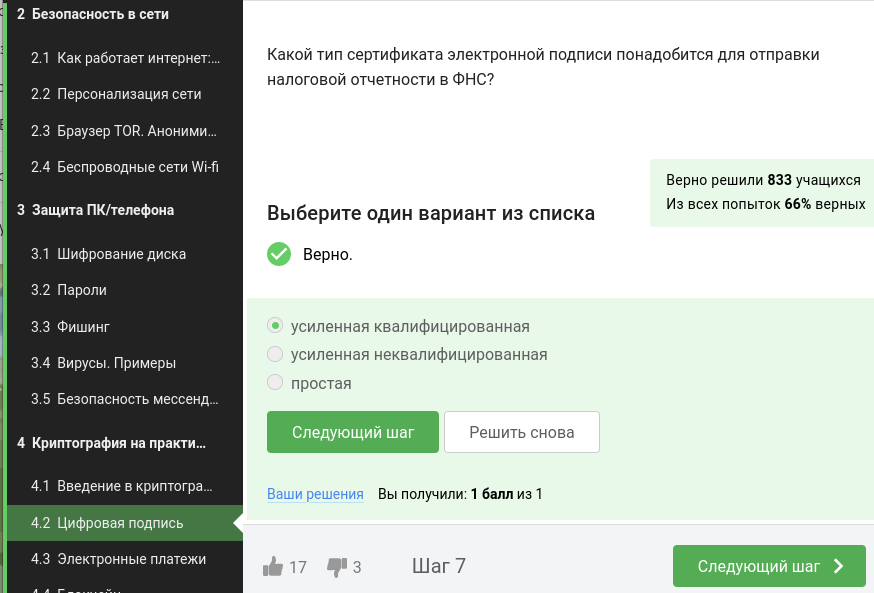 2 Безопасность в сети
2.1 Как работает интернет:...
2.2 Персонализация сети
2.3 Браузер TOR. Аноними...
2.4 Беспроводные сети Wi-fi
3 Защита ПК/телефона
3.1 Шифрование диска
3.2 Пароли
3.3 Фишинг
3.4 Вирусы. Примеры
3.5 Безопасность мессенд...
4 Криптография на практи...
4.1 Введение в криптогра...
4.2 Цифровая подпись
4.3 Электронные платежи
4.4 Блокчейн
Какой тип сертификата электронной подписи понадобится для отправки
налоговой отчетности в ФНС?
Верно решили 833 учащихся
Из всех попыток 66% верных
Выберите один вариант из списка
Верно.
усиленная квалифицированная
усиленная неквалифицированная
простая
Следующий шаг
Решить снова
Ваши решения Вы получили: 1 балл из 1
17 3 Шаг 7 Следующий шаг